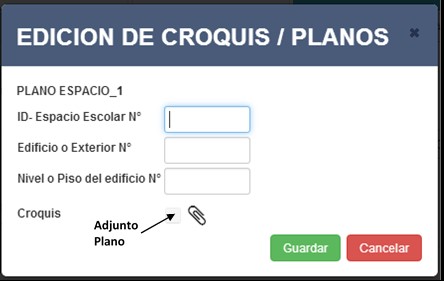 EDICION DE CROQUIS / PLANOS ×
PLANO ESPACIO_1
ID- Espacio Escolar N°
Edificio o Exterior N°
Nivel o Piso del edificio N°
Croquis
Adjunto
Plano
Guardar Cancelar